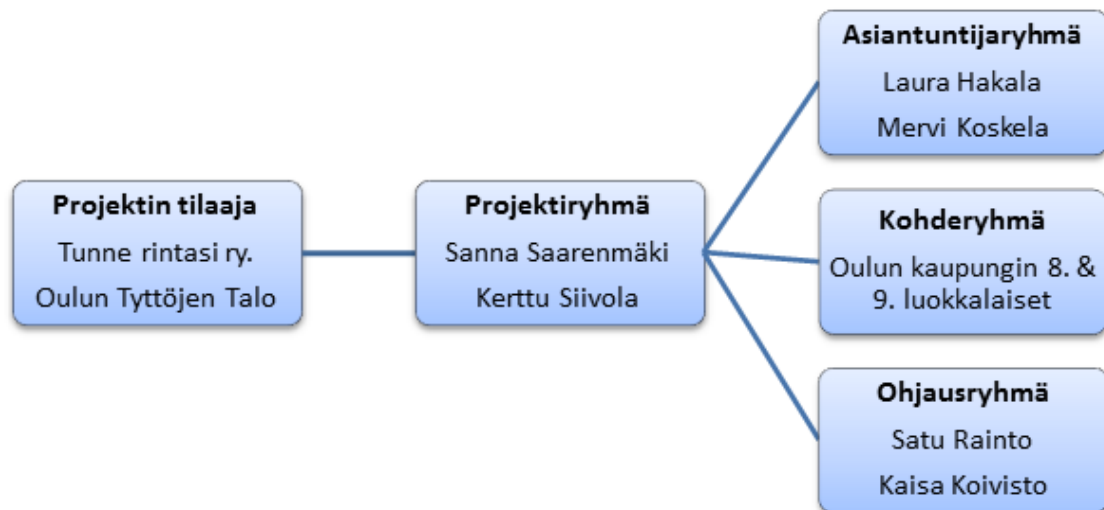 Projektin tilaaja
Tunne rintasi ry.
Oulun Tyttöjen Talo
Projektiryhmä
Sanna Saarenmäki
Kerttu Siivola
Asiantuntijaryhmä
Laura Hakala
Mervi Koskela
Kohderyhmä
Oulun kaupungin 8. &
9. luokkalaiset
Ohjausryhmä
Satu Rainto
Kaisa Koivisto